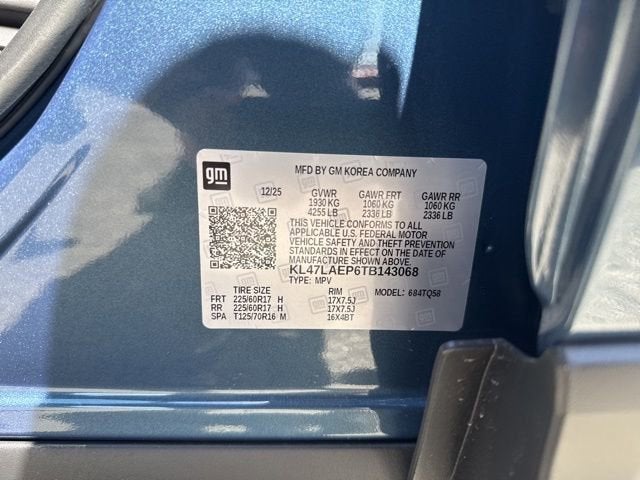 gm MFD BY GM KOREA COMPANY
12/25 GVWR GAWR FRT GAWR RR
1930 KG 1060 KG 1060 KG
4255 LB 2336 LB 2336 LB
THIS VEHICLE CONFORMS TO ALL
APPLICABLE U.S. FEDERAL MOTOR
VEHICLE SAFETY AND THEFT PREVENTION
STANDARDS IN EFFECT ON THE DATE OF
MANUFACTURE SHOWN ABOVE.
KL47LAEP6TB143068
TYPE: MPV MODEL: 684TQ58
TIRE SIZE RIM
FRT 225/60R17 H 17X7.5J
RR 225/60R17 H 17X7.5J
SPA T125/70R16 M 16X4BT